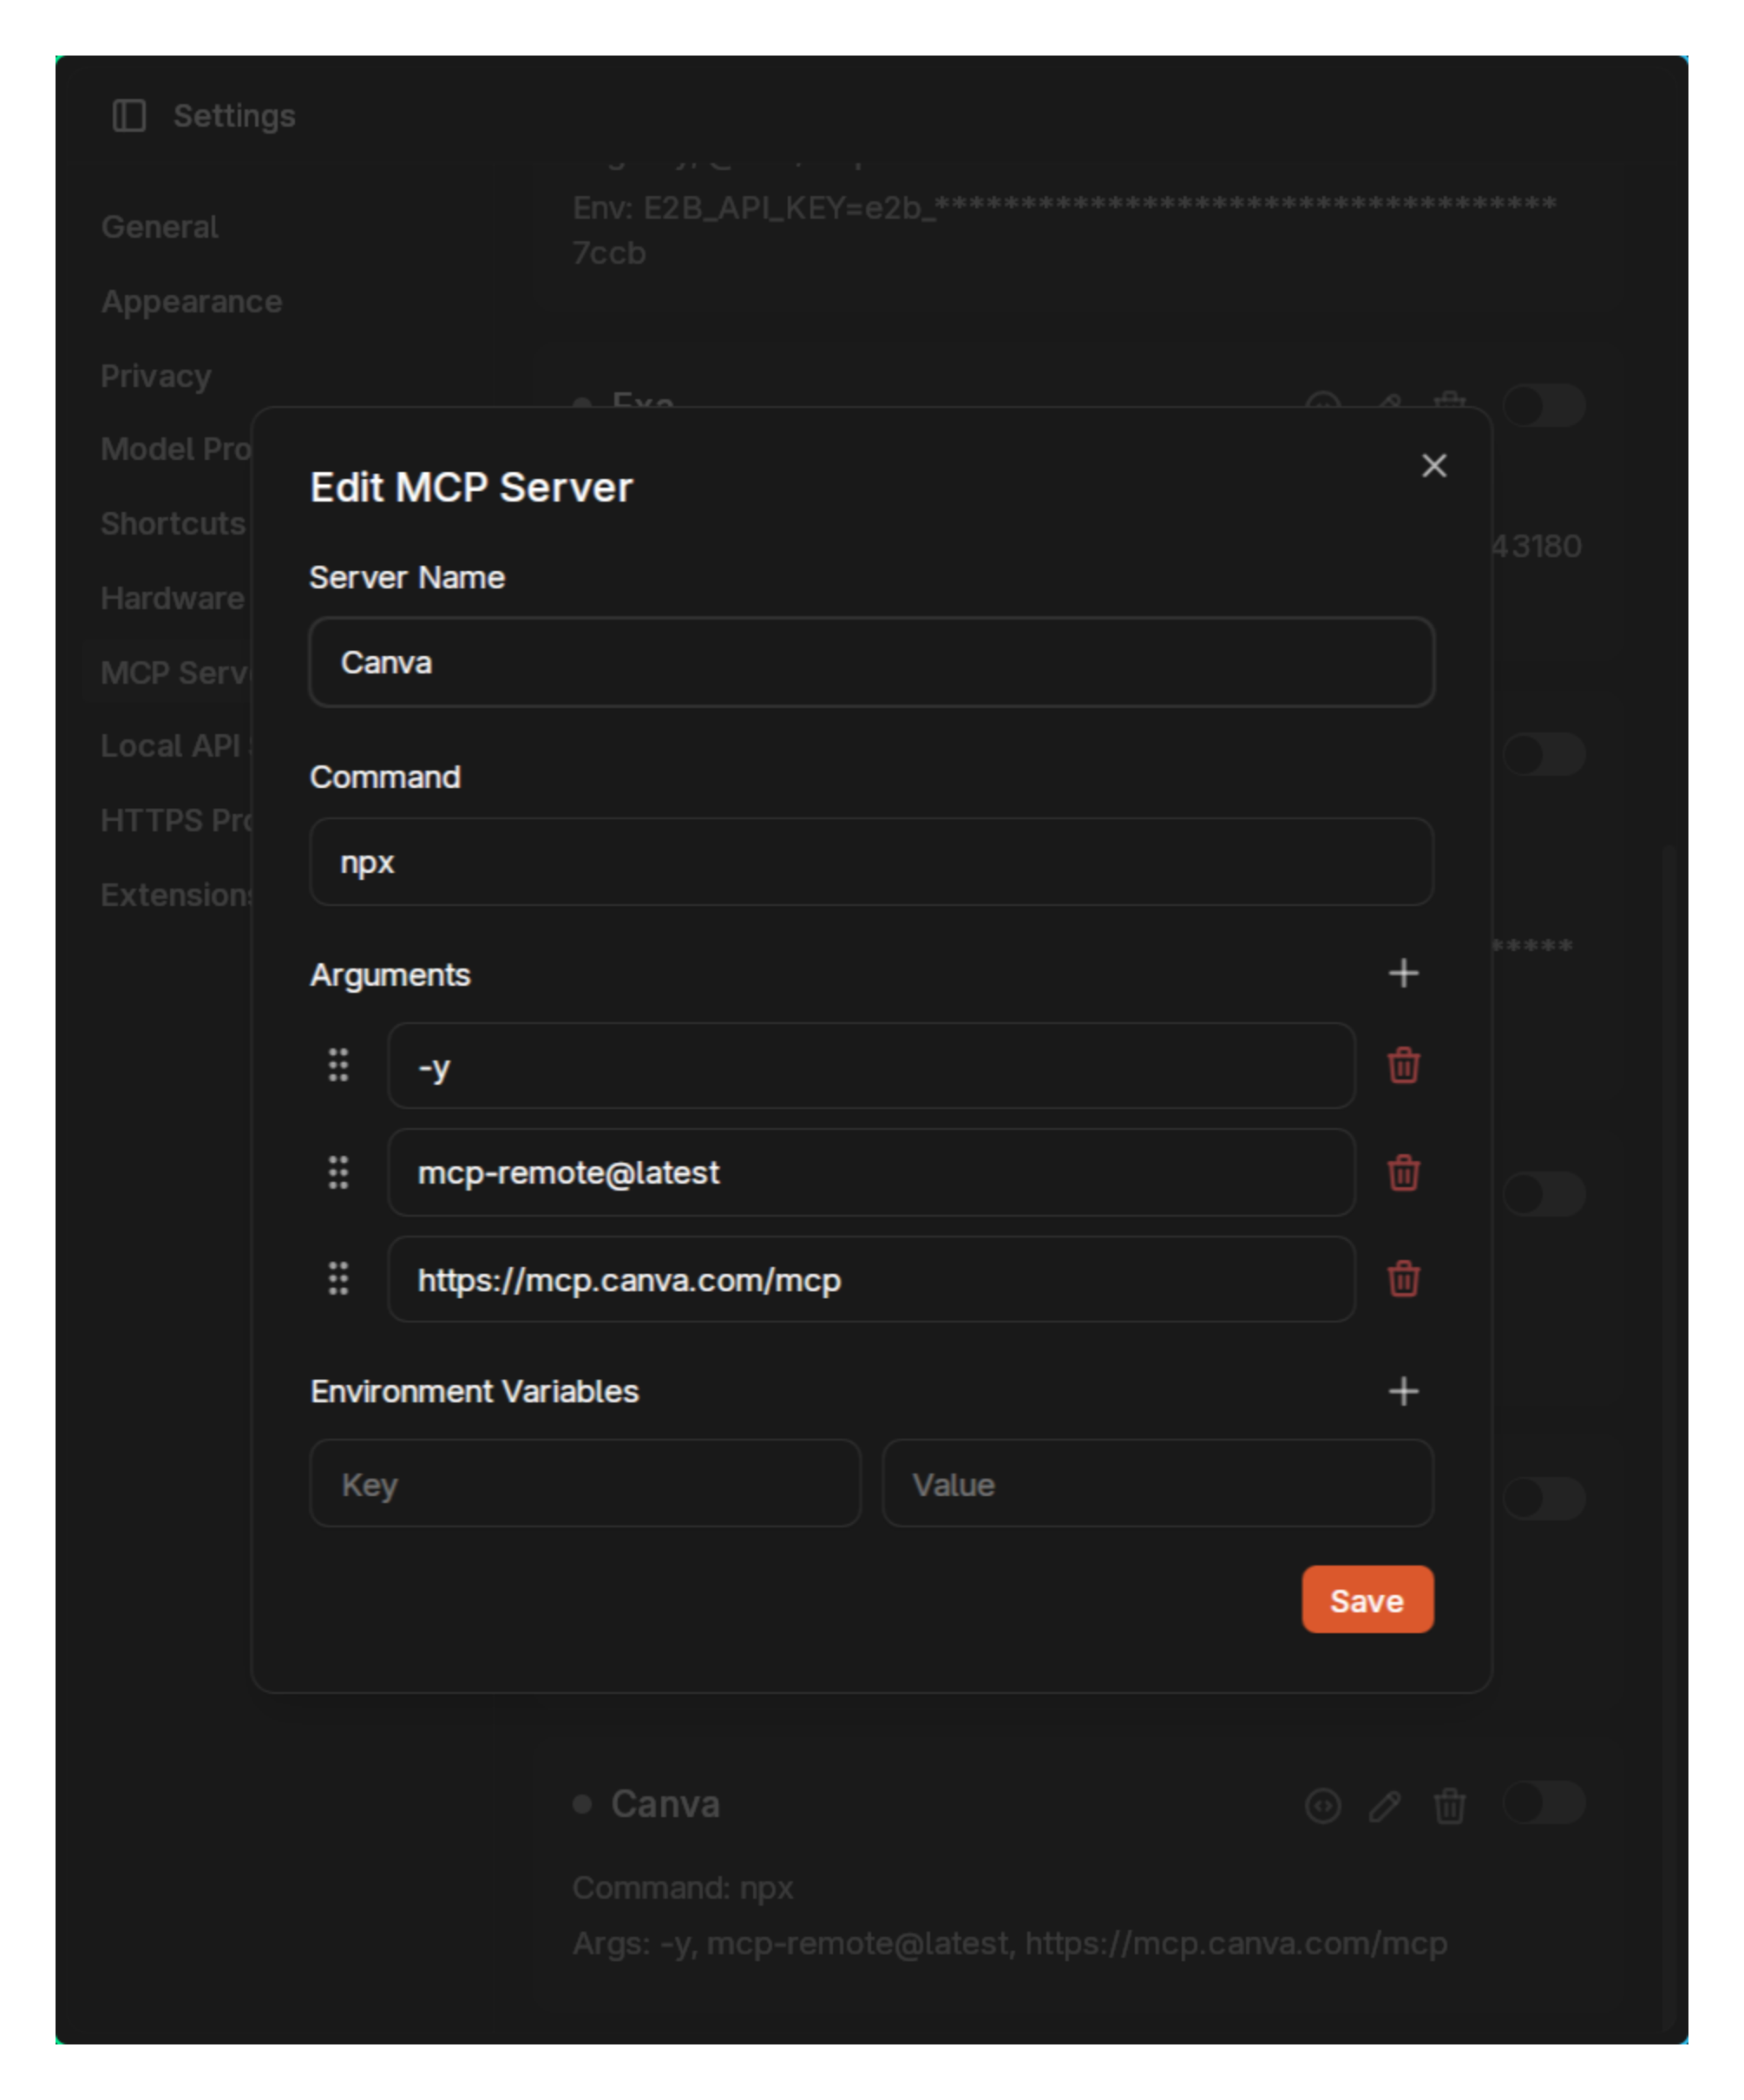 Settings
General
Appearance
Privacy
Model Pro
Shortcuts
Hardware
MCP Serv
Local API
HTTPS Pro
Extensions
Env: E2B_API_KEY=e2b_************************************
7ccb
Exa
43180
*****
Edit MCP Server
Server Name
Canva
Command
npx
Arguments
-y
mcp-remote@latest
https://mcp.canva.com/mcp
Environment Variables
Key
Value
Save
Canva
Command: npx
Args: -y, mcp-remote@latest, https://mcp.canva.com/mcp